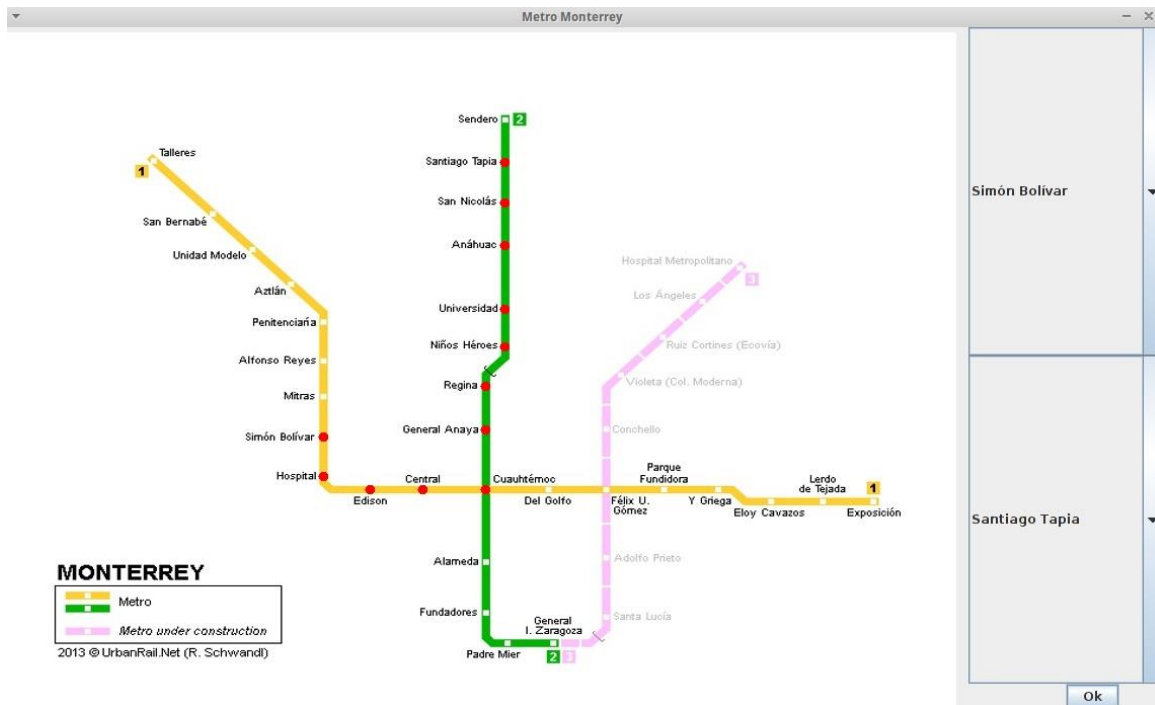 Metro Monterrey
Sendero
2
Talleres
1
Santiago Tapia
San Nicolás
San Bernabé
Anáhuac
Unidad Modelo
Hospital Metropolitano
3
Aztlán
Los Ángeles
Universidad
Penitenciaría
Niños Héroes
Ruiz Cortines (Ecovía)
Alfonso Reyes
Regina
Violeta (Col. Moderna)
Mitras
General Anaya
Conchello
Simón Bolívar
Hospital
Edison
Central
Cuauhtémoc
Del Golfo
Félix U.
Gómez
Parque
Fundidora
Y Griega
Eloy Cavazos
Lerdo
de Tejada
1
Exposición
Alameda
Adolfo Prieto
Fundadores
Santa Lucía
General
I. Zaragoza
Padre Mier
2
3
MONTERREY
Metro
Metro under construction
2013 © UrbanRail.Net (R. Schwandl)
Simón Bolívar
Santiago Tapia
Ok